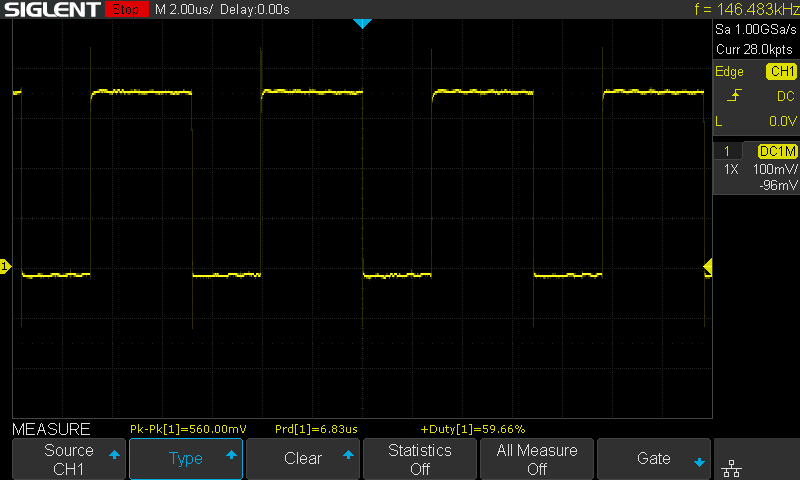 SIGLENT Stop M 2.00us/ Delay:0.00s f = 146.483kHz
Sa 1.00GSa/s
Curr 28.0kpts
Edge CH1
DC
L 0.0V
1 DC1M
1X 100mV/
-96mV
1
MEASURE Pk-Pk[1]=560.00mV Prd[1]=6.83us +Duty[1]=59.66%
Source CH1
Type
Clear
Statistics Off
All Measure Off
Gate